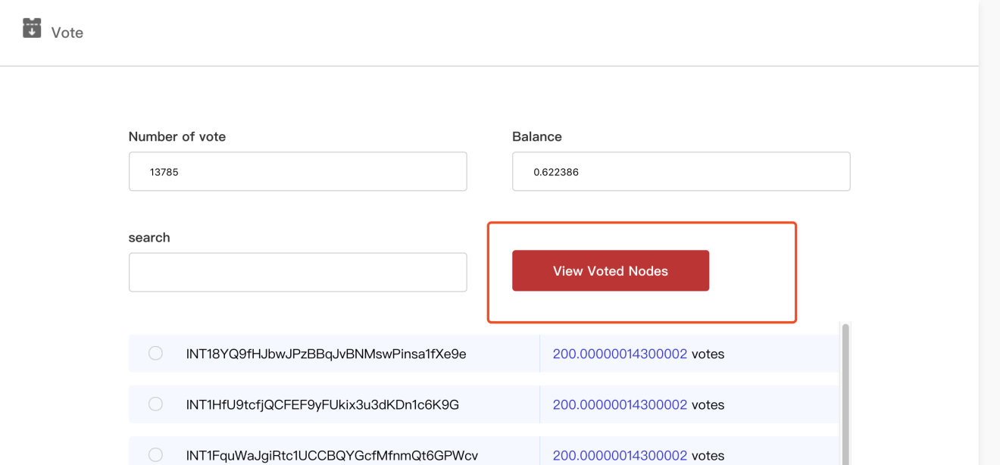 Vote
Number of vote
Balance
13785
0.622386
search
View Voted Nodes
INT18YQ9fHJbwJPzBBqJvBNMswPinsa1fXe9e
200.00000014300002 votes
INT1HfU9tcfjQCFEF9yFUkix3u3dKDn1c6K9G
200.00000014300002 votes
INT1FquWaJgiRtc1UCCBQYGcfMfnmQt6GPWcv
200.00000014300002 votes